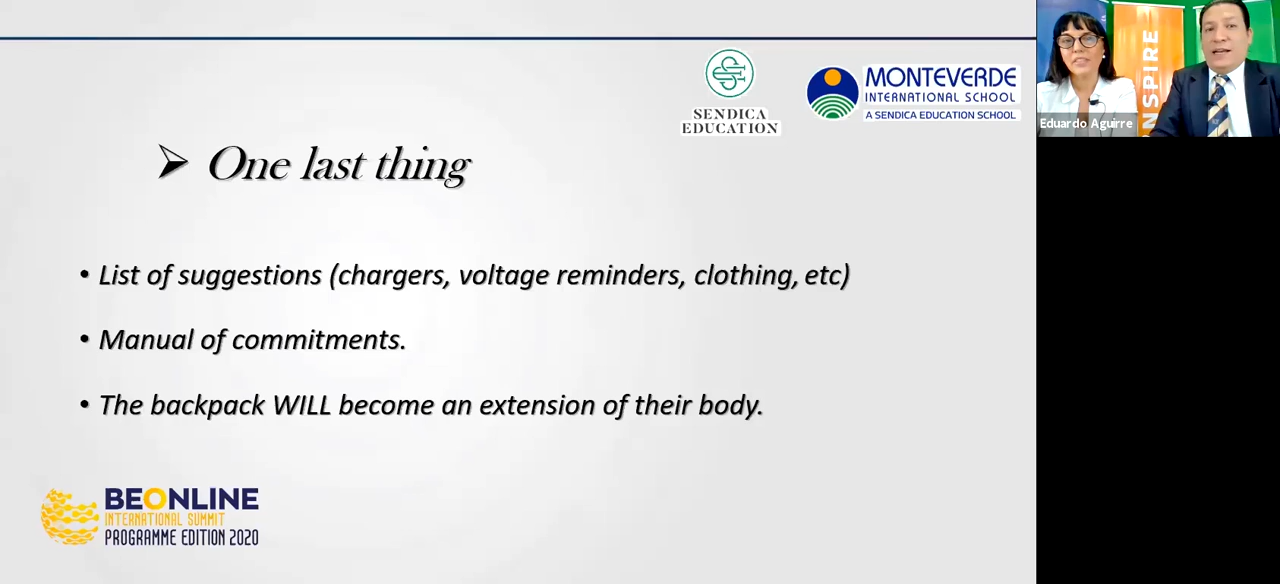 SENDICA
EDUCATION
MONTEVERDE
INTERNATIONAL SCHOOL
A SENDICA EDUCATION SCHOOL
Eduardo Aguirre
NSPIRE
➢ One last thing
• List of suggestions (chargers, voltage reminders, clothing, etc)
• Manual of commitments.
• The backpack WILL become an extension of their body.
BEONLINE
INTERNATIONAL SUMMIT
PROGRAMME EDITION 2020